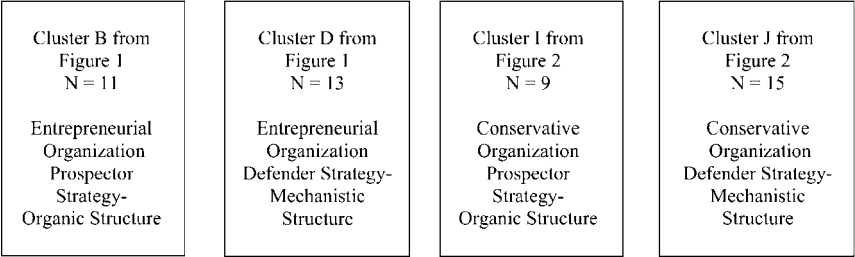 Cluster B from
Figure 1
N = 11
Entrepreneurial
Organization
Prospector
Strategy-
Organic Structure
Cluster D from
Figure 1
N = 13
Entrepreneurial
Organization
Defender Strategy-
Mechanistic
Structure
Cluster I from
Figure 2
N = 9
Conservative
Organization
Prospector
Strategy-
Organic Structure
Cluster J from
Figure 2
N = 15
Conservative
Organization
Defender Strategy-
Mechanistic
Structure